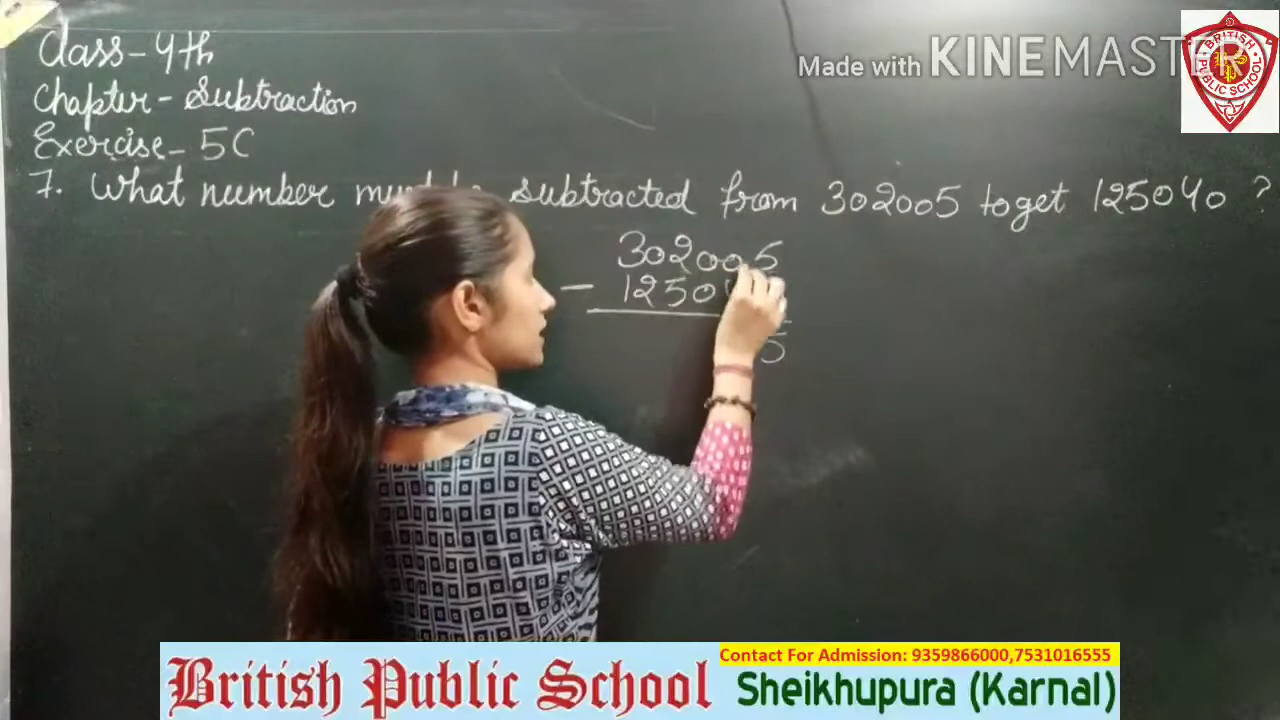 Class-4th
Chapter-Subtraction
Exercise-5C
7. What number subtracted from 302005 to get 125040 ?
302005
- 1250
5
Made with KINEMASTER
BRITISH PUBLIC SCHOOL
British Public School
Contact For Admission: 9359866000,7531016555
Sheikhupura (Karnal)